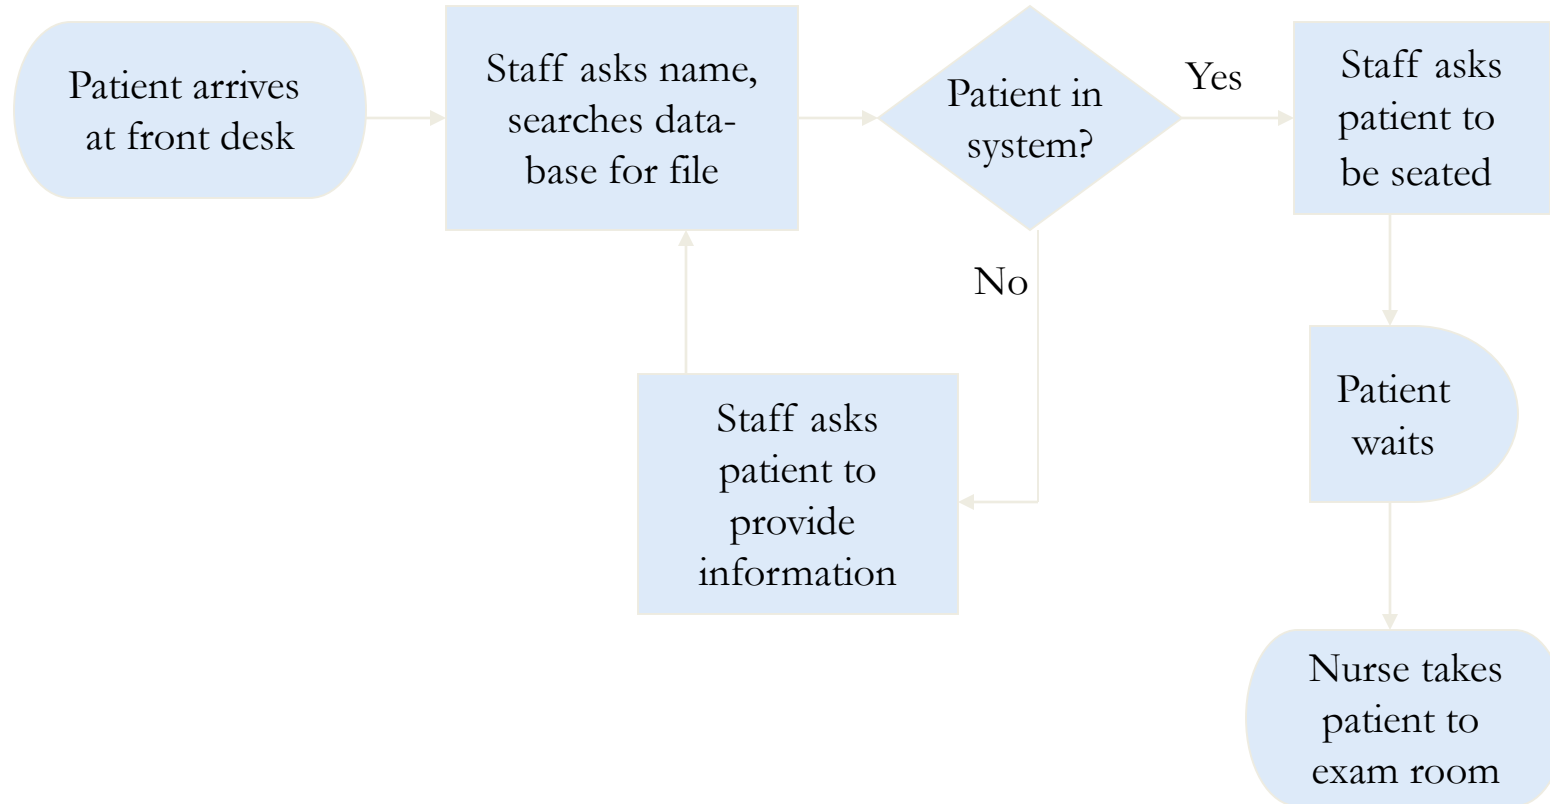 Patient arrives
at front desk
Staff asks name,
searches data-
base for file
Patient in
system?
Yes
Staff asks
patient to
be seated
No
Staff asks
patient to
provide
information
Patient
waits
Nurse takes
patient to
exam room